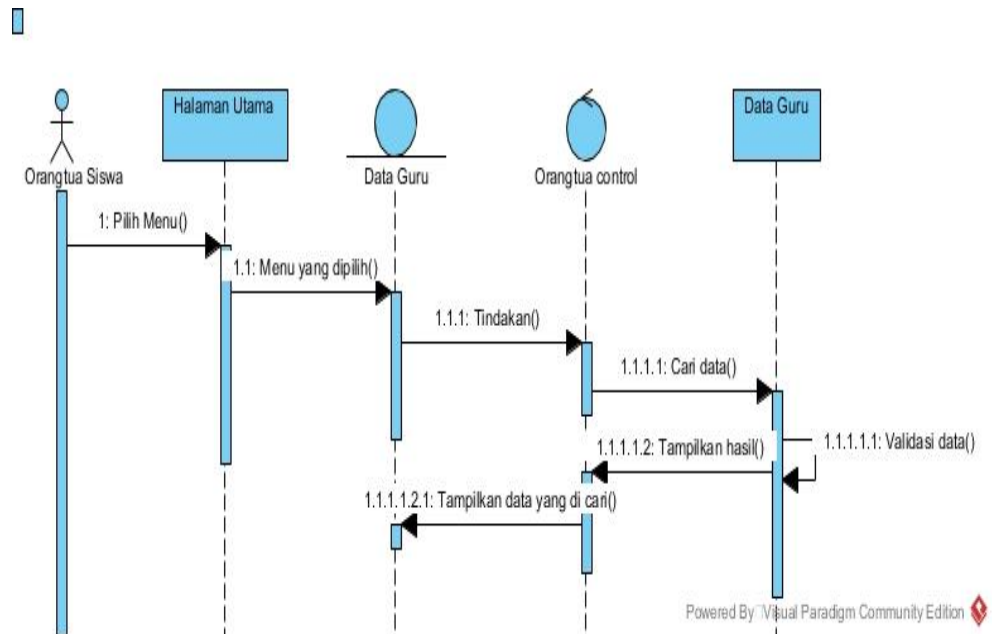 Halaman Utama
Data Guru
Orangtua Siswa
Data Guru
Orangtua control
1: Pilih Menu()
1.1: Menu yang dipilih()
1.1.1: Tindakan()
1.1.1.1: Cari data()
1.1.1.1.1: Validasi data()
1.1.1.1.2: Tampilkan hasil()
1.1.1.1.2.1: Tampilkan data yang di cari()
Powered By Visual Paradigm Community Edition